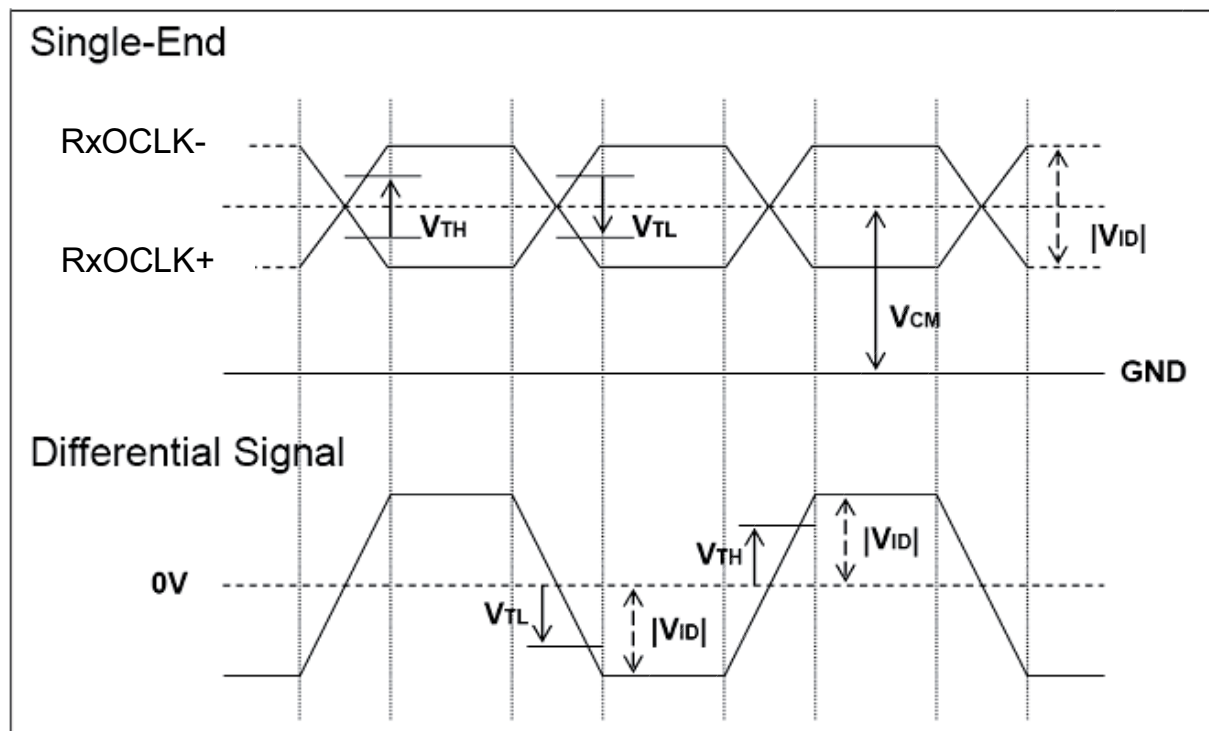 Single-End
RxOCLK-
VTH
VTL
|VID|
RxOCLK+
VCM
GND
Differential Signal
VTH
|VID|
0V
VTL
|VID|